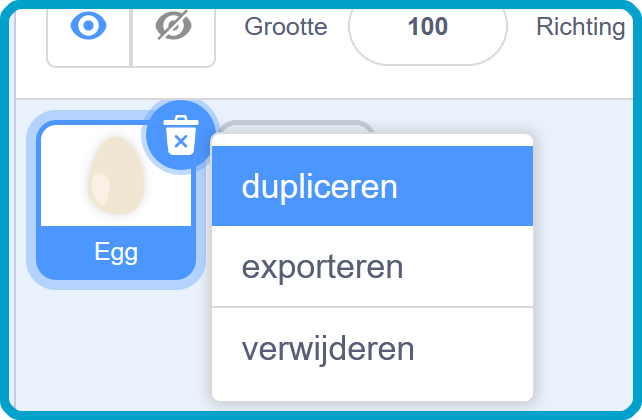 Grootte 100 Richting
Egg
dupliceren
exporteren
verwijderen